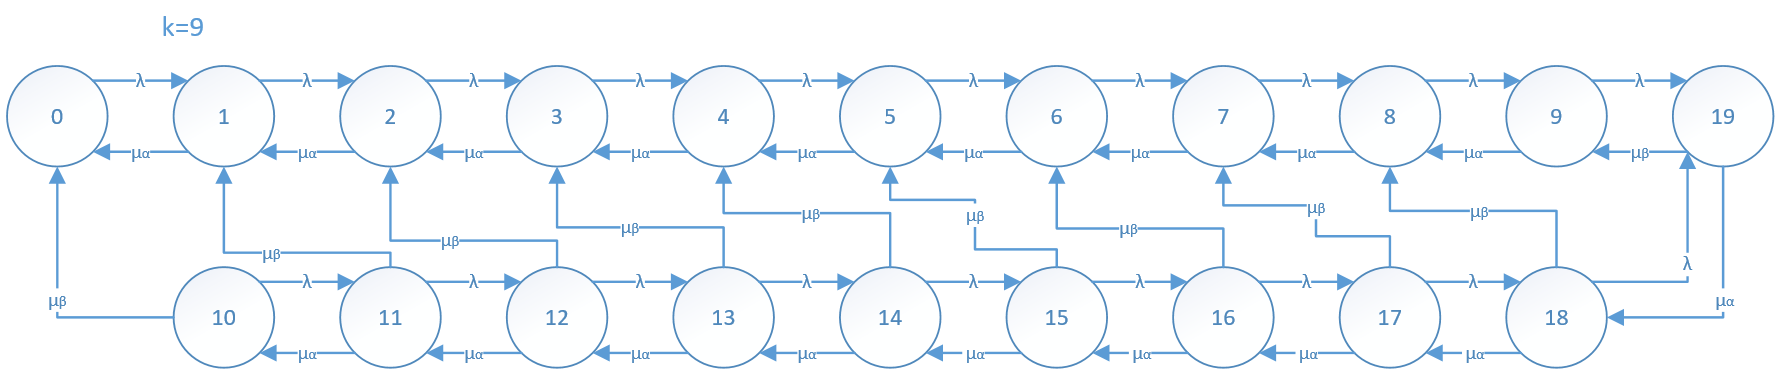 k=9
λ λ λ λ λ λ λ λ λ λ
0 1 2 3 4 5 6 7 8 9 19
μα μα μα μα μα μα μα μα μα μβ
μβ μβ μβ μβ μβ μβ μβ μβ
λ
λ λ λ λ λ λ λ λ
μβ μα
10 11 12 13 14 15 16 17 18
μα μα μα μα μα μα μα μα